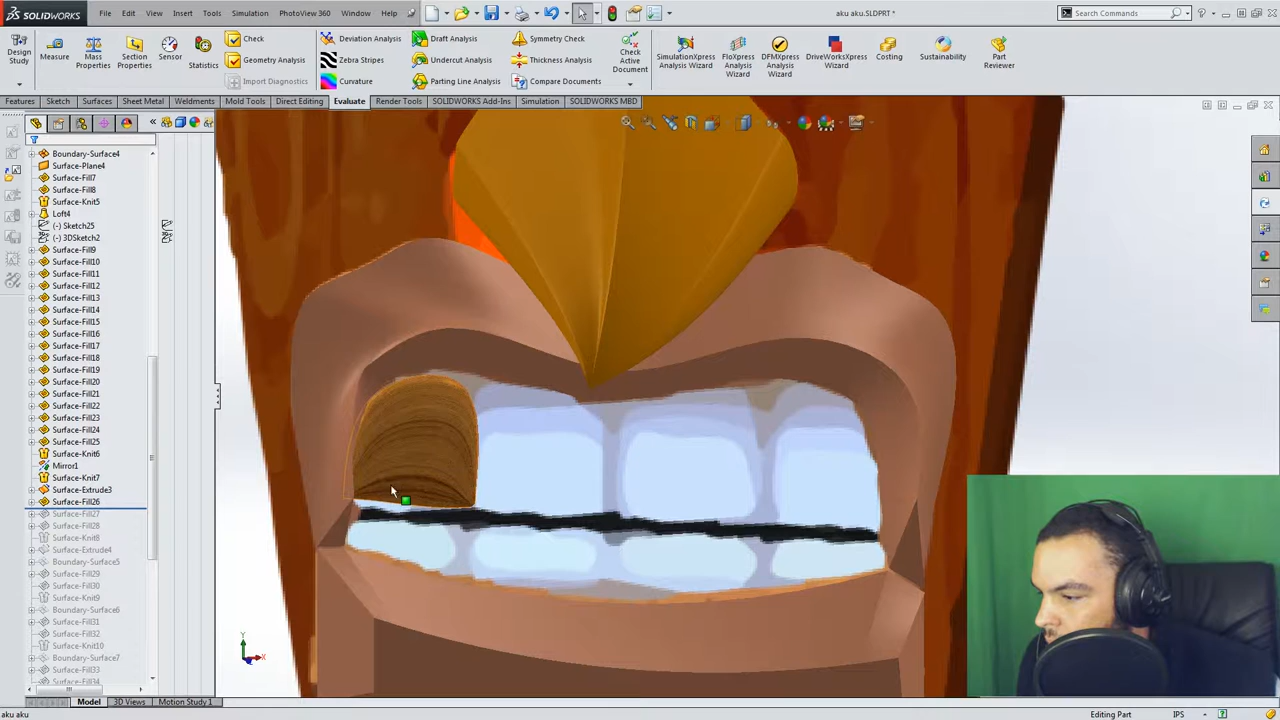 SOLIDWORKS File Edit View Insert Tools Simulation PhotoView 360 Window Help aku aku.SLDPRT * Search Commands
Design Study Measure Mass Properties Section Properties Sensor Statistics Check Geometry Analysis Import Diagnostics Deviation Analysis Zebra Stripes Curvature Draft Analysis Undercut Analysis Parting Line Analysis Symmetry Check Thickness Analysis Compare Documents Check Active Document SimulationXpress Analysis Wizard FloXpress Analysis Wizard DFMXpress Analysis Wizard DriveWorksXpress Wizard Costing Sustainability Part Reviewer
Features Sketch Surfaces Sheet Metal Weldments Mold Tools Direct Editing Evaluate Render Tools SOLIDWORKS Add-Ins Simulation SOLIDWORKS MBD
Boundary-Surface4
Surface-Plane4
Surface-Fill7
Surface-Fill8
Surface-Knit5
Loft4
(-) Sketch25
(-) 3DSketch2
Surface-Fill9
Surface-Fill10
Surface-Fill11
Surface-Fill12
Surface-Fill13
Surface-Fill14
Surface-Fill15
Surface-Fill16
Surface-Fill17
Surface-Fill18
Surface-Fill19
Surface-Fill20
Surface-Fill21
Surface-Fill22
Surface-Fill23
Surface-Fill24
Surface-Fill25
Surface-Knit6
Mirror1
Surface-Knit7
Surface-Extrude3
Surface-Fill26
Surface-Fill27
Surface-Fill28
Surface-Knit8
Surface-Extrude4
Boundary-Surface5
Surface-Fill29
Surface-Fill30
Surface-Knit9
Boundary-Surface6
Surface-Fill31
Surface-Fill32
Surface-Knit10
Boundary-Surface7
Surface-Fill33
Surface-Fill34
Y
X
Model 3D Views Motion Study 1
aku aku Editing Part IPS